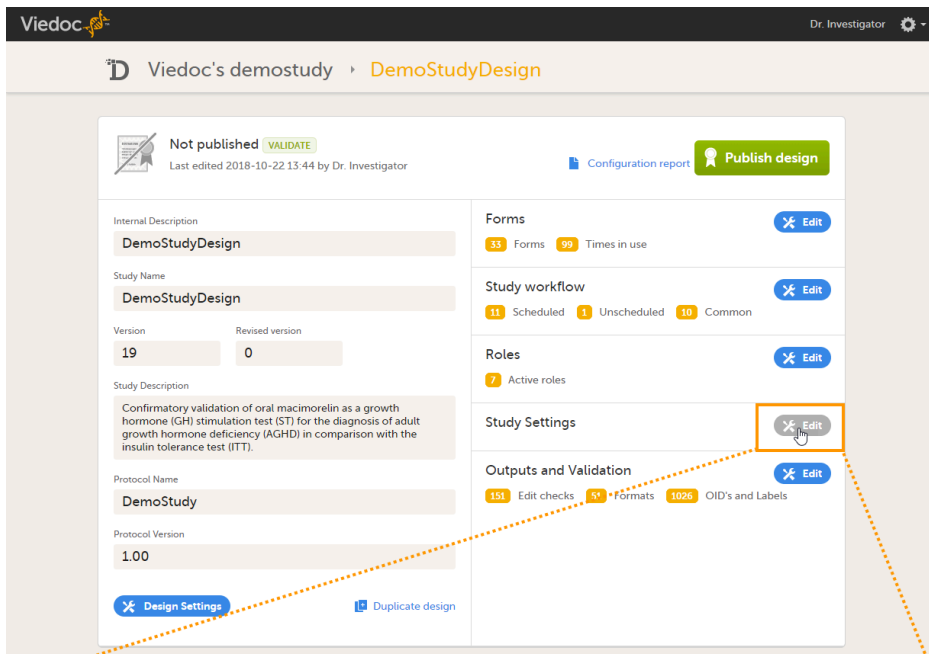 Viedoc
Dr. Investigator
Viedoc's demostudy DemoStudyDesign
Not published VALIDATE
Last edited 2018-10-22 13:44 by Dr. Investigator
Configuration report
Publish design
Internal Description
DemoStudyDesign
Study Name
DemoStudyDesign
Version Revised version
19 0
Study Description
Confirmatory validation of oral macimorelin as a growth
hormone (GH) stimulation test (ST) for the diagnosis of adult
growth hormone deficiency (AGHD) in comparison with the
insulin tolerance test (ITT).
Protocol Name
DemoStudy
Protocol Version
1.00
Design Settings Duplicate design
Forms Edit
33 Forms 99 Times in use
Study workflow Edit
11 Scheduled 1 Unscheduled 10 Common
Roles Edit
7 Active roles
Study Settings Edit
Outputs and Validation Edit
151 Edit checks Formats 1026 OID's and Labels